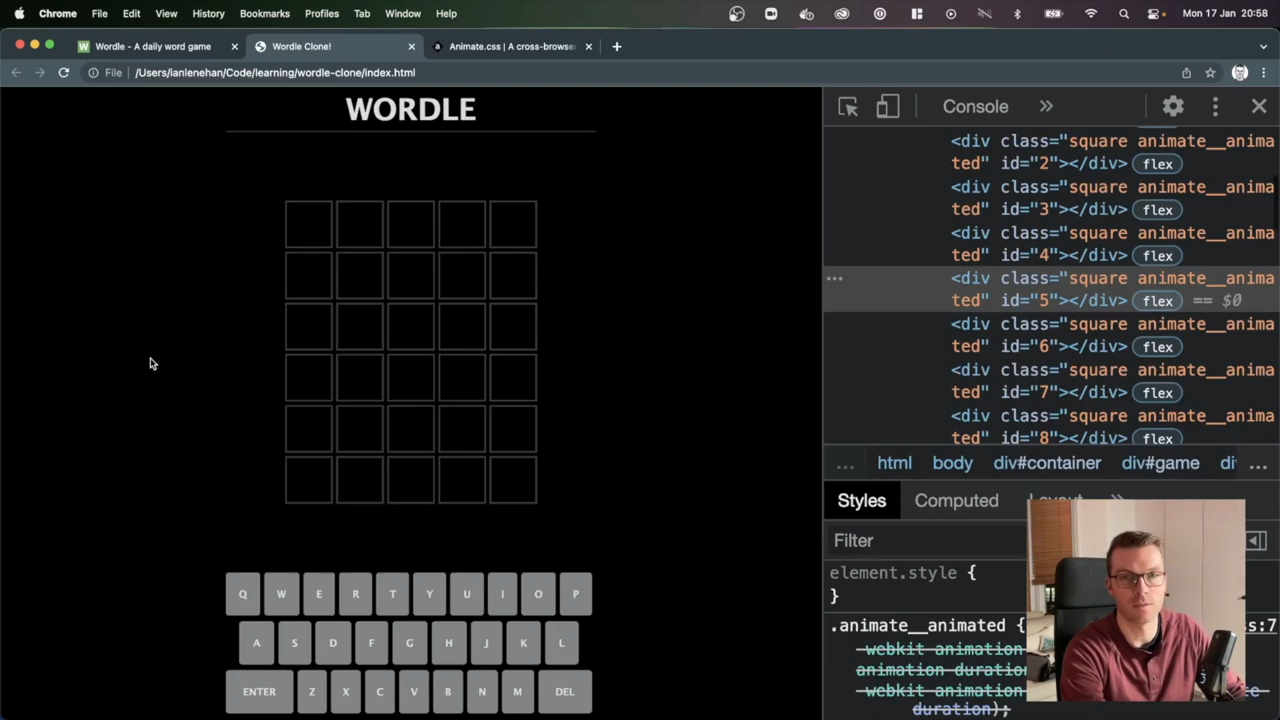 Chrome File Edit View History Bookmarks Profiles Tab Window Help Mon 17 Jan 20:58
Wordle - A daily word game Wordle Clone! Animate.css | A cross-browser
File /Users/ianlenehan/Code/learning/wordle-clone/index.html
WORDLE
Q W E R T Y U I O P
A S D F G H J K L
ENTER Z X C V B N M DEL
Console
<div class="square animate__anima
ted" id="2"></div> flex
<div class="square animate__anima
ted" id="3"></div> flex
<div class="square animate__anima
ted" id="4"></div> flex
... <div class="square animate__anima
ted" id="5"></div> flex == $0
<div class="square animate__anima
ted" id="6"></div> flex
<div class="square animate__anima
ted" id="7"></div> flex
<div class="square animate__anima
ted" id="8"></div> flex
... html body div#container div#game di ...
Styles Computed Layout
Filter
element.style {
}
.animate__animated {
-webkit-animation
animation-duration
-webkit-animation
duration);